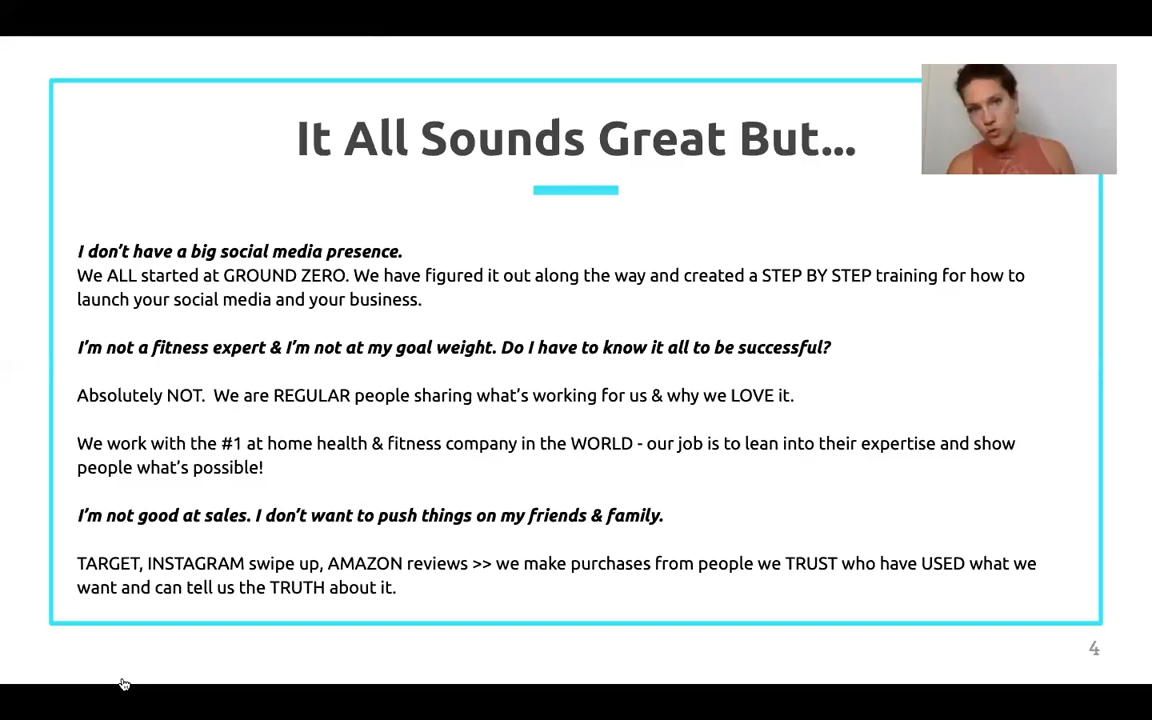 It All Sounds Great But...
I don't have a big social media presence.
We ALL started at GROUND ZERO. We have figured it out along the way and created a STEP BY STEP training for how to
launch your social media and your business.
I'm not a fitness expert & I'm not at my goal weight. Do I have to know it all to be successful?
Absolutely NOT.  We are REGULAR people sharing what's working for us & why we LOVE it.
We work with the #1 at home health & fitness company in the WORLD - our job is to lean into their expertise and show
people what's possible!
I'm not good at sales. I don't want to push things on my friends & family.
TARGET, INSTAGRAM swipe up, AMAZON reviews >> we make purchases from people we TRUST who have USED what we
want and can tell us the TRUTH about it.
4